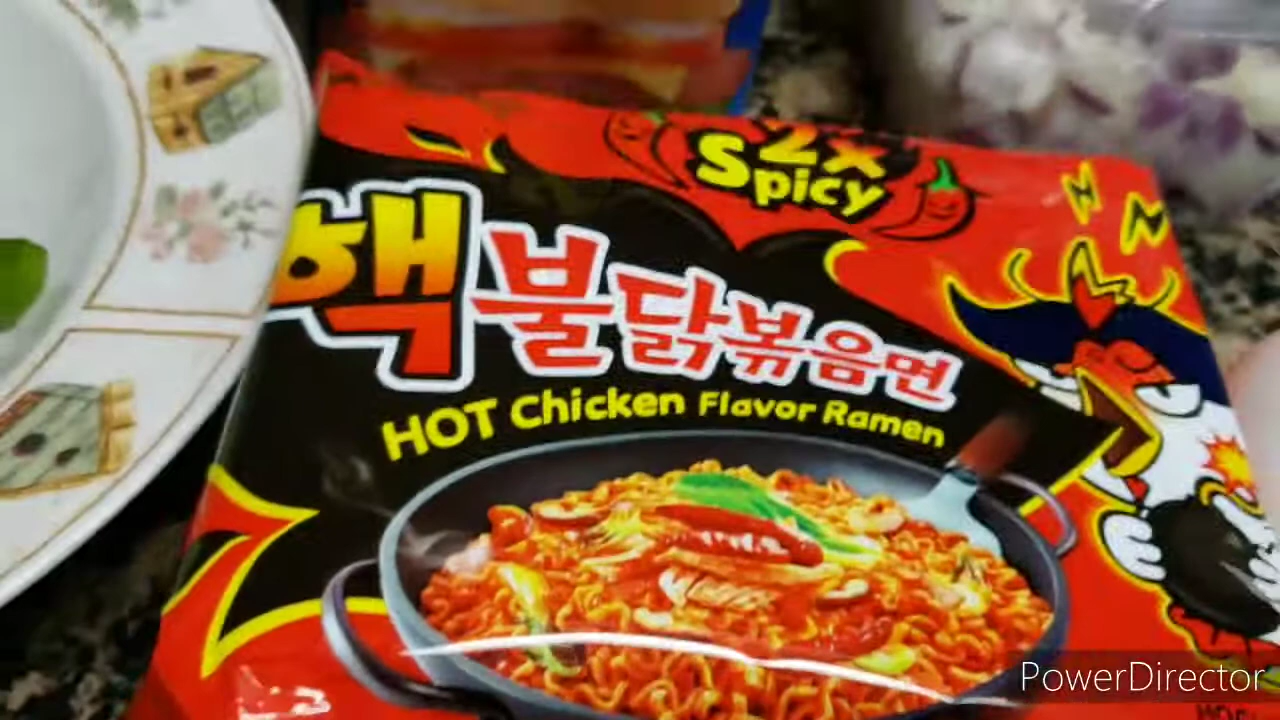 2x
Spicy
핵불닭볶음면
HOT Chicken Flavor Ramen
PowerDirector